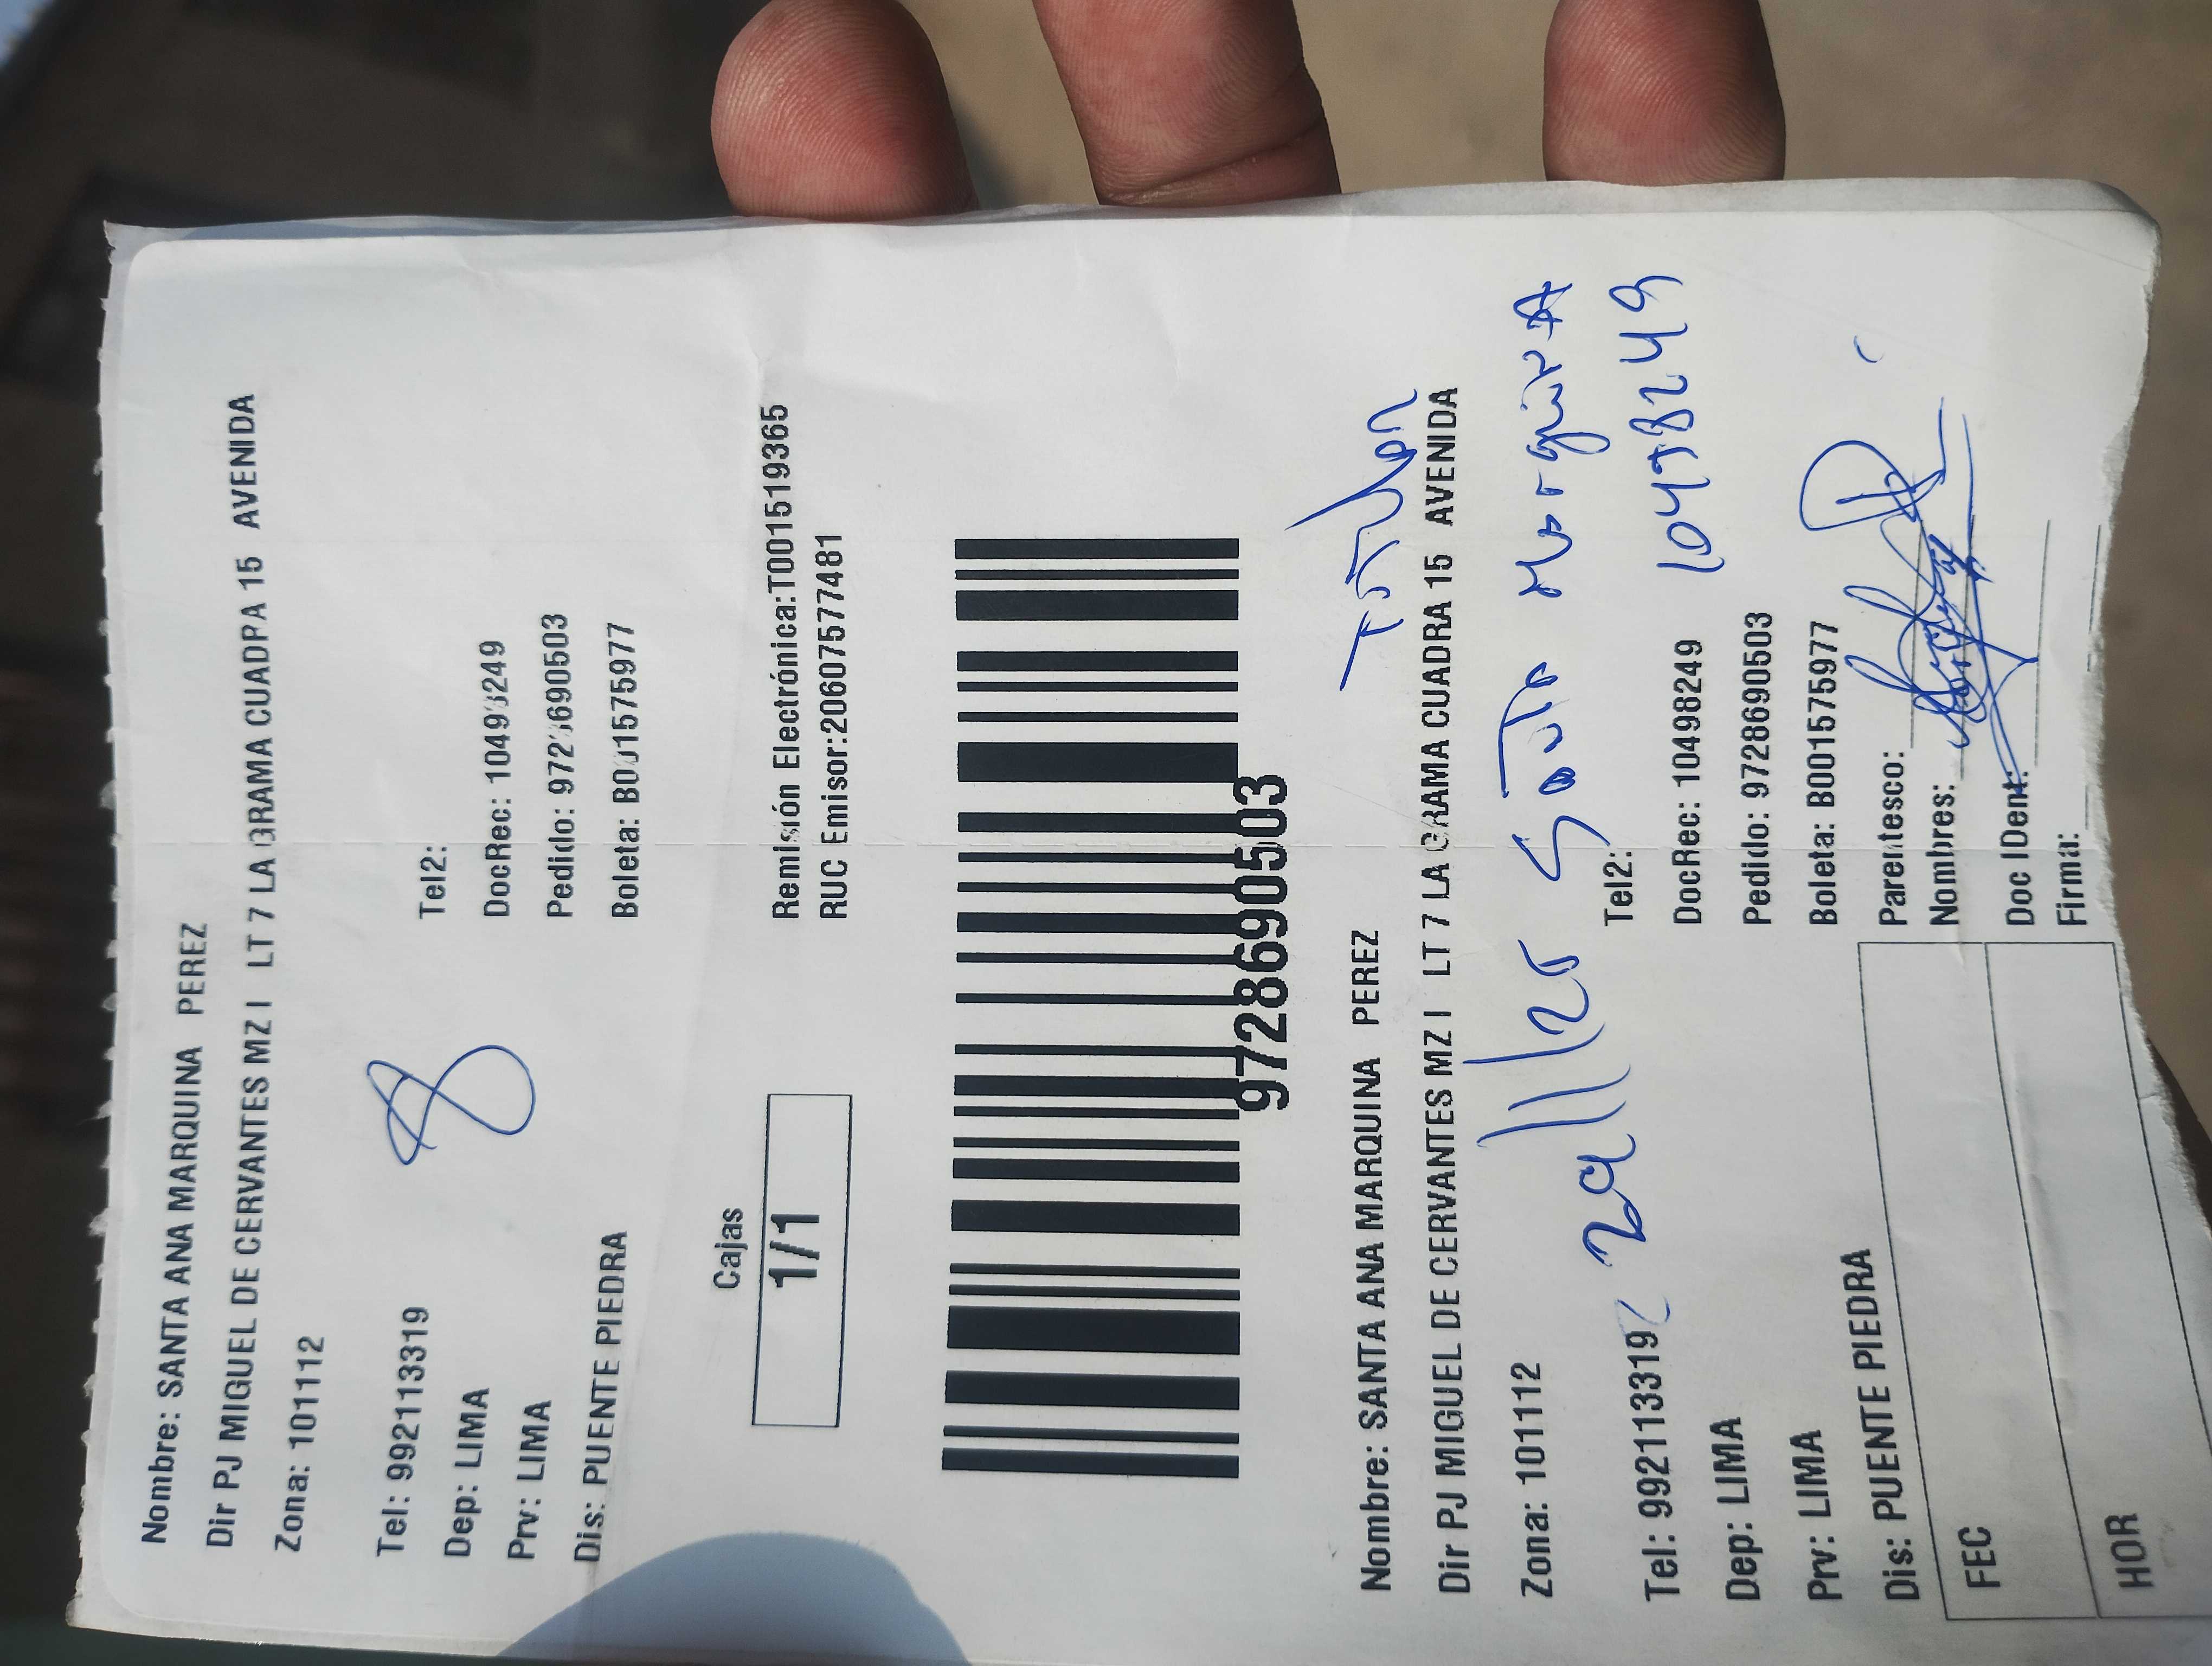 Nombre: SANTA ANA MARQUINA PEREZ
Dir PJ MIGUEL DE CERVANTES MZ I LT 7 LA GRAMA CUADRA 15 AVENIDA
Zona: 101112
Tel: 992113319 Tel2:
Dep: LIMA DocRec: 10498249
Prv: LIMA Pedido: 9728690503
Dis: PUENTE PIEDRA Boleta: B001575977
8
Cajas
1/1
Remisión Electrónica:T001519365
RUC Emisor:20607577481
9728690503
Nombre: SANTA ANA MARQUINA PEREZ
Dir PJ MIGUEL DE CERVANTES MZ I LT 7 LA GRAMA CUADRA 15 AVENIDA
Zona: 101112
Tel: 992113319 Tel2:
Dep: LIMA DocRec: 10498249
Prv: LIMA Pedido: 9728690503
Dis: PUENTE PIEDRA Boleta: B001575977
FEC
HOR
Parentesco:
Nombres:
Doc IDent:
Firma: